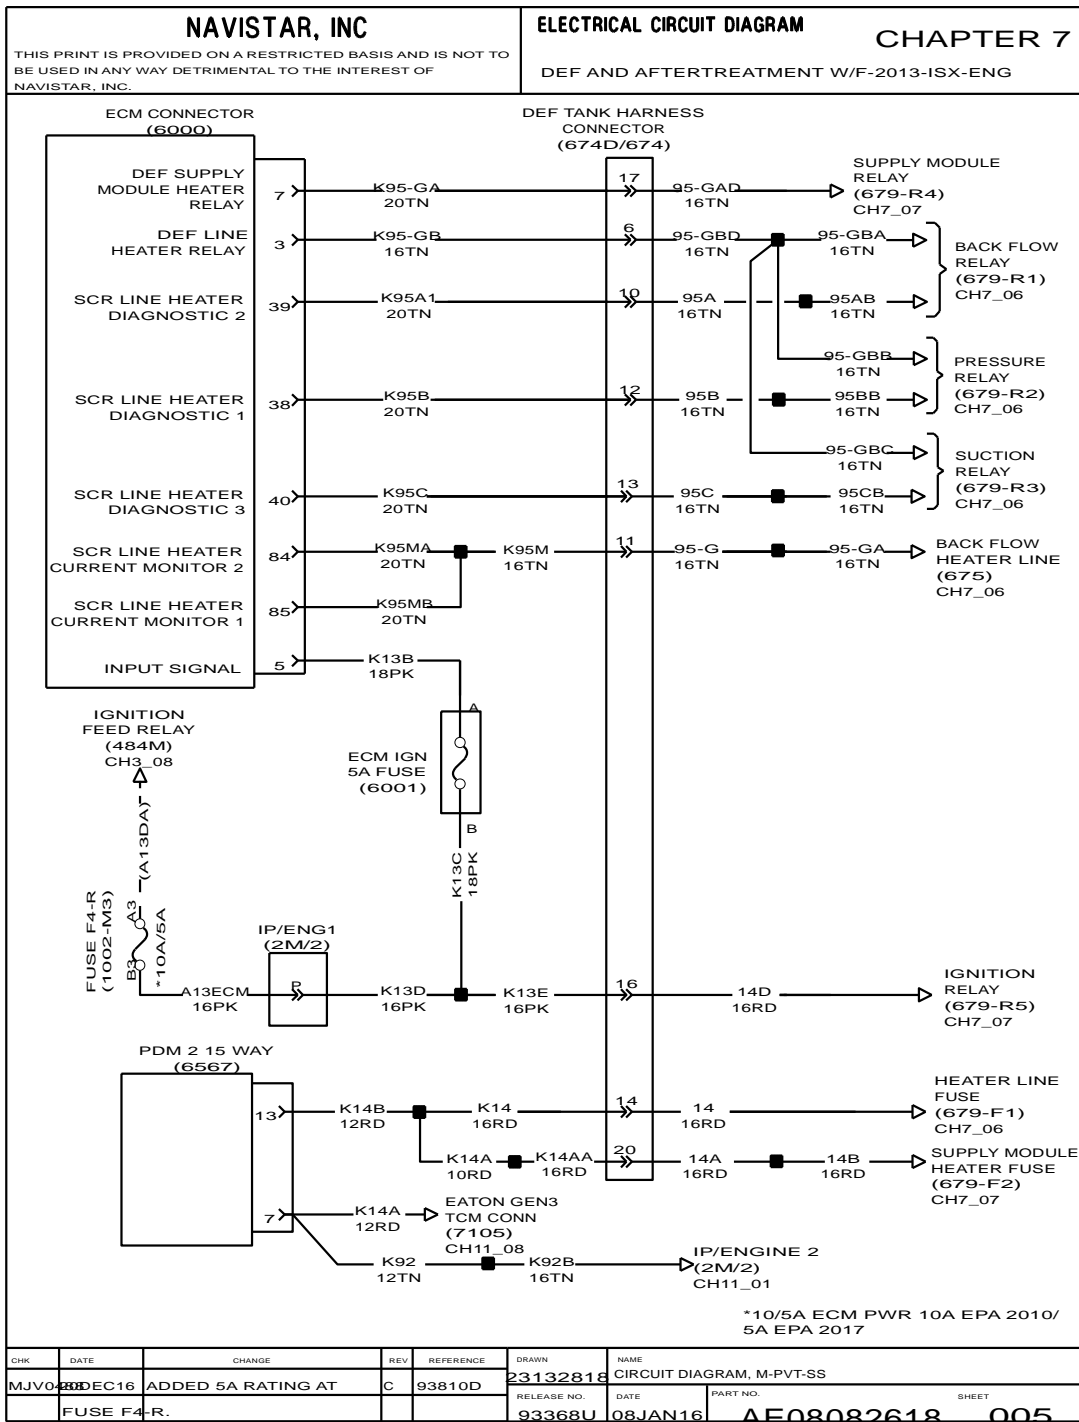 NAVISTAR, INC
THIS PRINT IS PROVIDED ON A RESTRICTED BASIS AND IS NOT TO
BE USED IN ANY WAY DETRIMENTAL TO THE INTEREST OF
NAVISTAR, INC.
ELECTRICAL CIRCUIT DIAGRAM
CHAPTER 7
DEF AND AFTERTREATMENT W/F-2013-ISX-ENG
ECM CONNECTOR
(6000)
DEF TANK HARNESS
CONNECTOR
(674D/674)
DEF SUPPLY
MODULE HEATER
RELAY
7
K95-GA
20TN
17
95-GAD
16TN
SUPPLY MODULE
RELAY
(679-R4)
CH7_07
DEF LINE
HEATER RELAY
3
K95-GB
16TN
6
95-GBD
16TN
95-GBA
16TN
BACK FLOW
RELAY
(679-R1)
CH7_06
SCR LINE HEATER
DIAGNOSTIC 2
39
K95A1
20TN
10
95A
16TN
95AB
16TN
95-GBB
16TN
PRESSURE
RELAY
(679-R2)
CH7_06
SCR LINE HEATER
DIAGNOSTIC 1
38
K95B
20TN
12
95B
16TN
95BB
16TN
95-GBC
16TN
SUCTION
RELAY
(679-R3)
CH7_06
SCR LINE HEATER
DIAGNOSTIC 3
40
K95C
20TN
13
95C
16TN
95CB
16TN
SCR LINE HEATER
CURRENT MONITOR 2
84
K95MA
20TN
K95M
16TN
11
95-G
16TN
95-GA
16TN
BACK FLOW
HEATER LINE
(675)
CH7_06
SCR LINE HEATER
CURRENT MONITOR 1
85
K95MB
20TN
INPUT SIGNAL
5
K13B
18PK
IGNITION
FEED RELAY
(484M)
CH3_08
A
ECM IGN
5A FUSE
(6001)
B
K13C
18PK
(A13DA)
FUSE F4-R
(1002-M3)
A3
B3
*10A/5A
IP/ENG1
(2M/2)
A13ECM
16PK
P
K13D
16PK
K13E
16PK
16
14D
16RD
IGNITION
RELAY
(679-R5)
CH7_07
PDM 2 15 WAY
(6567)
13
K14B
12RD
K14
16RD
14
14
16RD
HEATER LINE
FUSE
(679-F1)
CH7_06
K14A
10RD
K14AA
16RD
20
14A
16RD
14B
16RD
SUPPLY MODULE
HEATER FUSE
(679-F2)
CH7_07
7
K14A
12RD
EATON GEN3
TCM CONN
(7105)
CH11_08
K92
12TN
K92B
16TN
IP/ENGINE 2
(2M/2)
CH11_01
*10/5A ECM PWR 10A EPA 2010/
5A EPA 2017
CHK DATE CHANGE REV REFERENCE
ADDED 5A RATING AT C 93810D
FUSE F4-R.
DRAWN
23132818
NAME
CIRCUIT DIAGRAM, M-PVT-SS
RELEASE NO.
93368U
DATE
08JAN16
PART NO.
AE08082618
SHEET
005